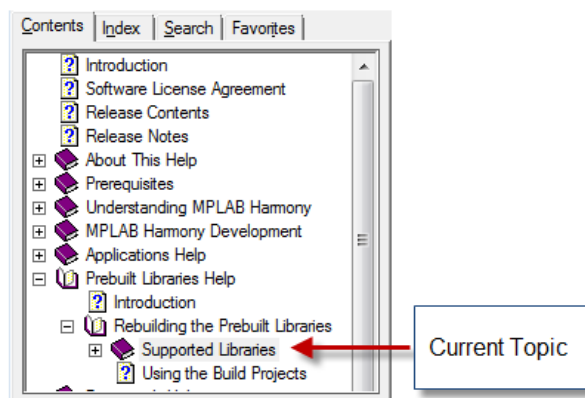 Contents Index Search Favorites
Introduction
Software License Agreement
Release Contents
Release Notes
About This Help
Prerequisites
Understanding MPLAB Harmony
MPLAB Harmony Development
Applications Help
Prebuilt Libraries Help
Introduction
Rebuilding the Prebuilt Libraries
Supported Libraries
Current Topic
Using the Build Projects